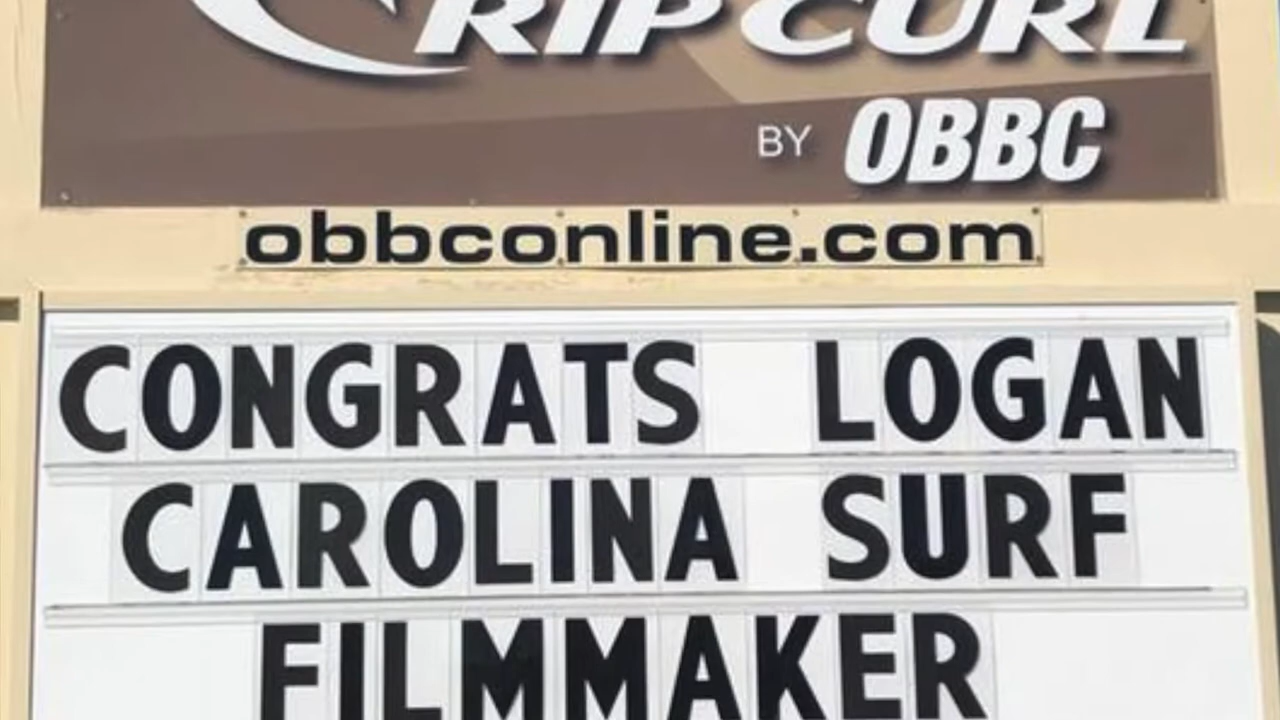 RIP CURL
BY OBBC
obbconline.com
CONGRATS LOGAN
CAROLINA SURF
FILMMAKER